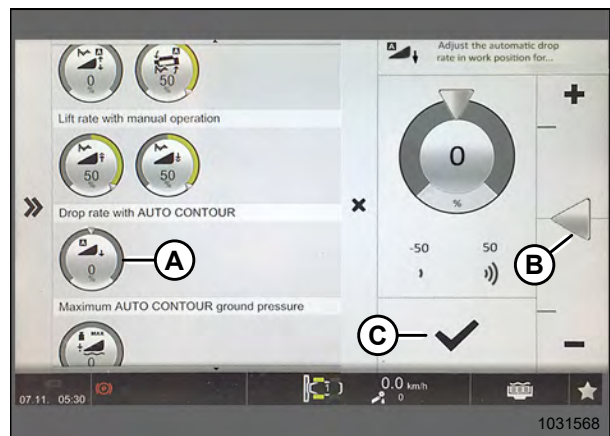 0
%
50
%
Lift rate with manual operation
50
%
50
%
Drop rate with AUTO CONTOUR
A
0
%
Maximum AUTO CONTOUR ground pressure
MAX
0
Adjust the automatic drop
rate in work position for...
0
%
-50 50
A
B
C
07.11. 05:30
1
0.0 km/h
0
1031568